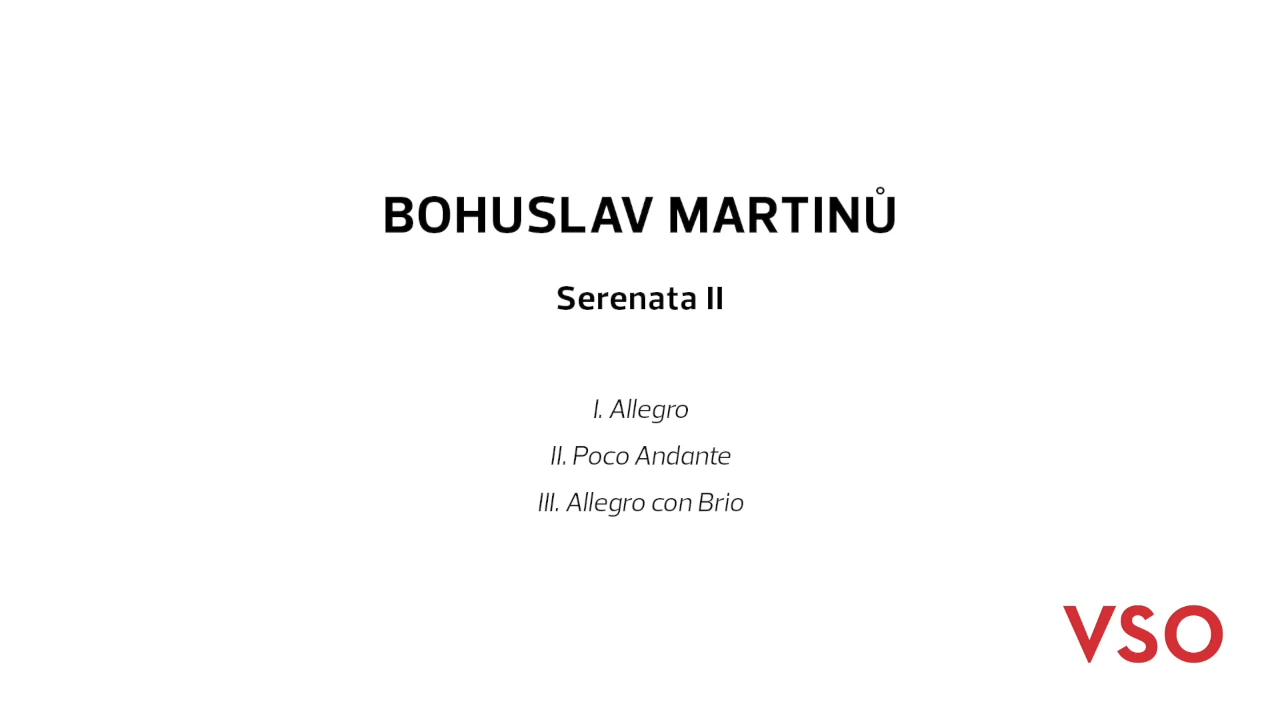 BOHUSLAV MARTINŮ
Serenata II
I. Allegro
II. Poco Andante
III. Allegro con Brio
VSO